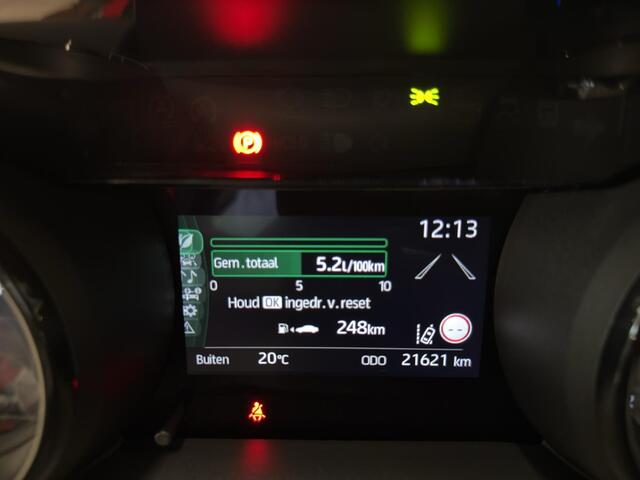 P
12:13
Gem. totaal 5.2L/100km
0 5 10
Houd OK ingedr.v.reset
248km
--
Buiten 20°C ODO 21621 km